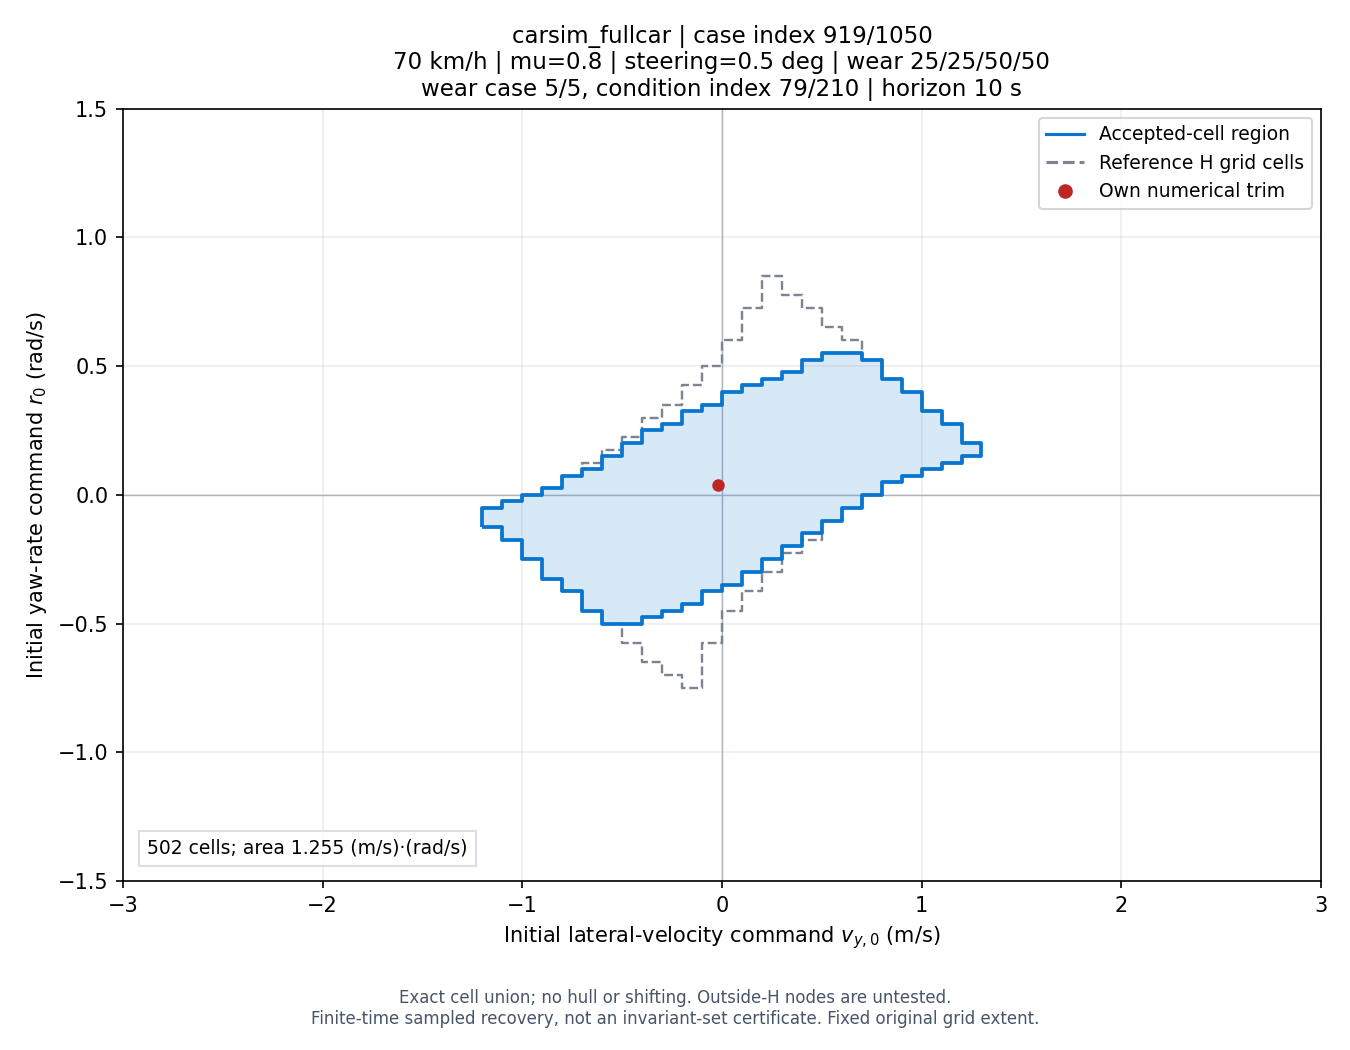 carsim_fullcar | case index 919/1050
70 km/h | mu=0.8 | steering=0.5 deg | wear 25/25/50/50
wear case 5/5, condition index 79/210 | horizon 10 s
Accepted-cell region
Reference H grid cells
Own numerical trim
1.5
1.0
0.5
0.0
−0.5
−1.0
−1.5
Initial yaw-rate command r0 (rad/s)
502 cells; area 1.255 (m/s)·(rad/s)
−3
−2
−1
0
1
2
3
Initial lateral-velocity command vy,0 (m/s)
Exact cell union; no hull or shifting. Outside-H nodes are untested.
Finite-time sampled recovery, not an invariant-set certificate. Fixed original grid extent.